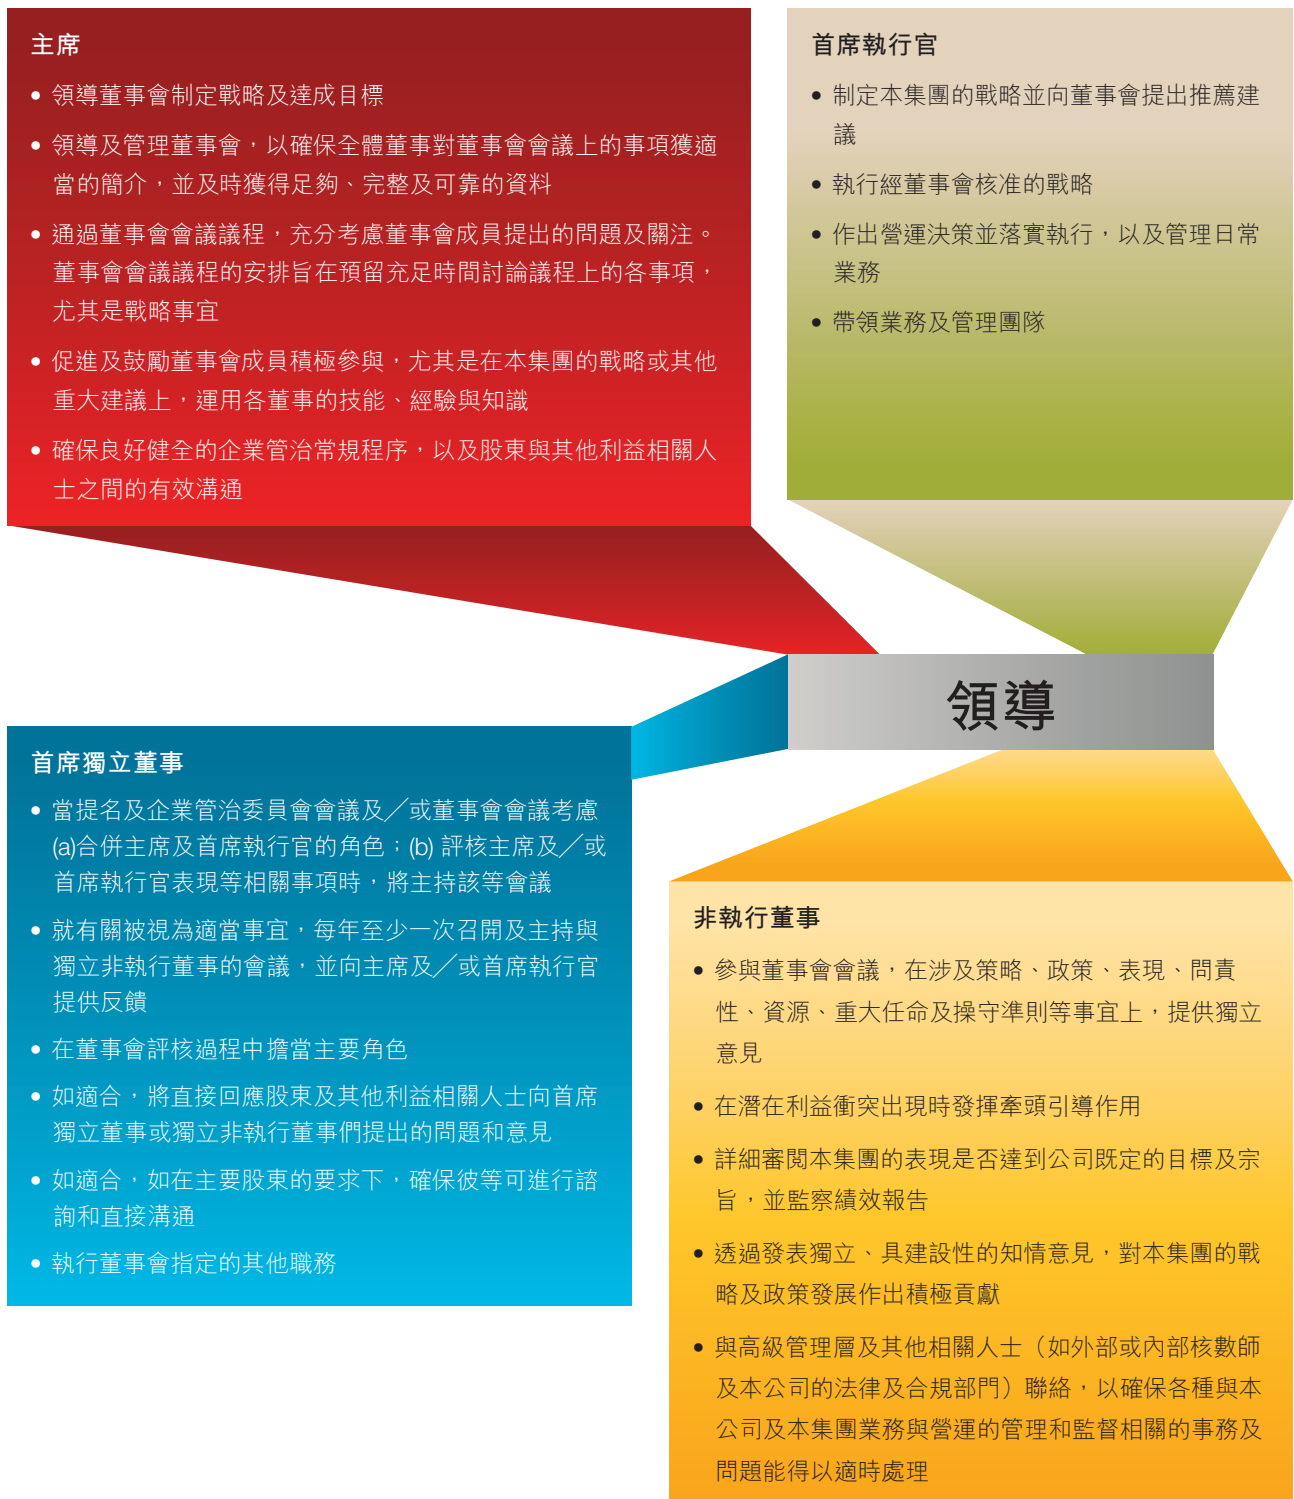 主席
• 領導董事會制定戰略及達成目標
• 領導及管理董事會，以確保全體董事對董事會會議上的事項獲適
當的簡介，並及時獲得足夠、完整及可靠的資料
• 通過董事會會議議程，充分考慮董事會成員提出的問題及關注。
董事會會議議程的安排旨在預留充足時間討論議程上的各事項，
尤其是戰略事宜
• 促進及鼓勵董事會成員積極參與，尤其是在本集團的戰略或其他
重大建議上，運用各董事的技能、經驗與知識
• 確保良好健全的企業管治常規程序，以及股東與其他利益相關人
士之間的有效溝通
首席執行官
• 制定本集團的戰略並向董事會提出推薦建
議
• 執行經董事會核准的戰略
• 作出營運決策並落實執行，以及管理日常
業務
• 帶領業務及管理團隊
領導
首席獨立董事
• 當提名及企業管治委員會會議及╱或董事會會議考慮
(a)合併主席及首席執行官的角色；(b) 評核主席及╱或
首席執行官表現等相關事項時，將主持該等會議
• 就有關被視為適當事宜，每年至少一次召開及主持與
獨立非執行董事的會議，並向主席及╱或首席執行官
提供反饋
• 在董事會評核過程中擔當主要角色
• 如適合，將直接回應股東及其他利益相關人士向首席
獨立董事或獨立非執行董事們提出的問題和意見
• 如適合，如在主要股東的要求下，確保彼等可進行諮
詢和直接溝通
• 執行董事會指定的其他職務
非執行董事
• 參與董事會會議，在涉及策略、政策、表現、問責
性、資源、重大任命及操守準則等事宜上，提供獨立
意見
• 在潛在利益衝突出現時發揮牽頭引導作用
• 詳細審閱本集團的表現是否達到公司既定的目標及宗
旨，並監察績效報告
• 透過發表獨立、具建設性的知情意見，對本集團的戰
略及政策發展作出積極貢獻
• 與高級管理層及其他相關人士（如外部或內部核數師
及本公司的法律及合規部門）聯絡，以確保各種與本
公司及本集團業務與營運的管理和監督相關的事務及
問題能得以適時處理